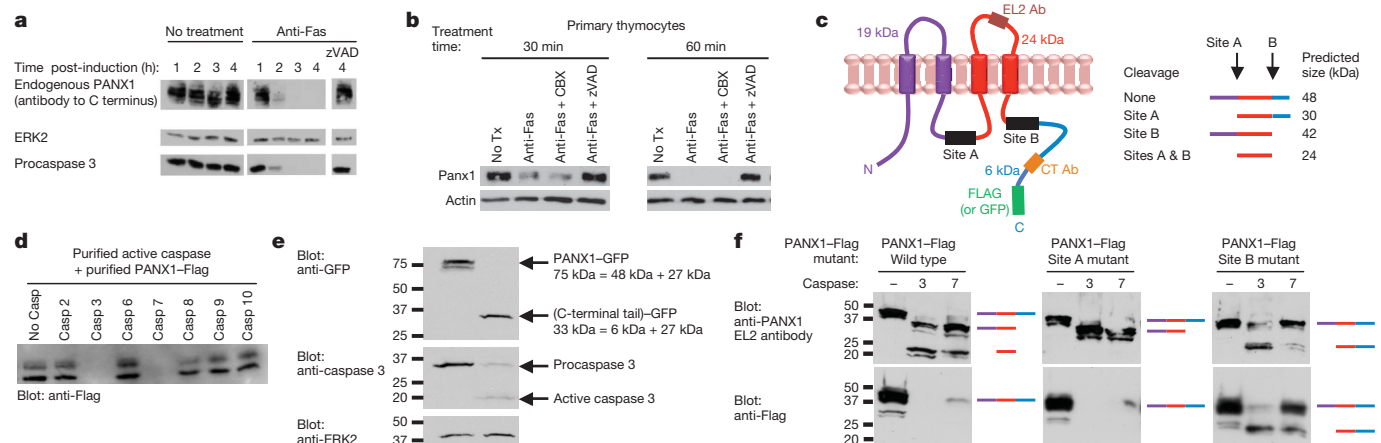 a
No treatment
Anti-Fas
zVAD
Time post-induction (h): 1 2 3 4 1 2 3 4 4
Endogenous PANX1
(antibody to C terminus)
ERK2
Procaspase 3
b
Primary thymocytes
Treatment
time:
30 min
60 min
No Tx
Anti-Fas
Anti-Fas + CBX
Anti-Fas + zVAD
No Tx
Anti-Fas
Anti-Fas + CBX
Anti-Fas + zVAD
Panx1
Actin
c
EL2 Ab
19 kDa
24 kDa
Site A
Site B
N
6 kDa
CT Ab
FLAG
(or GFP)
C
Site A B
Cleavage
Predicted
size (kDa)
None 48
Site A 30
Site B 42
Sites A & B 24
d
Purified active caspase
+ purified PANX1–Flag
No Casp
Casp 2
Casp 3
Casp 6
Casp 7
Casp 8
Casp 9
Casp 10
Blot: anti-Flag
e
Blot:
anti-GFP
75
50
37
25
PANX1–GFP
75 kDa = 48 kDa + 27 kDa
(C-terminal tail)–GFP
33 kDa = 6 kDa + 27 kDa
Blot:
anti-caspase 3
37
25
20
Procaspase 3
Active caspase 3
Blot:
anti-ERK2
50
37
f
PANX1–Flag
mutant:
PANX1–Flag
Wild type
PANX1–Flag
Site A mutant
PANX1–Flag
Site B mutant
Caspase: – 3 7 – 3 7 – 3 7
Blot:
anti-PANX1
EL2 antibody
50
37
25
20
Blot:
anti-Flag
50
37
25
20